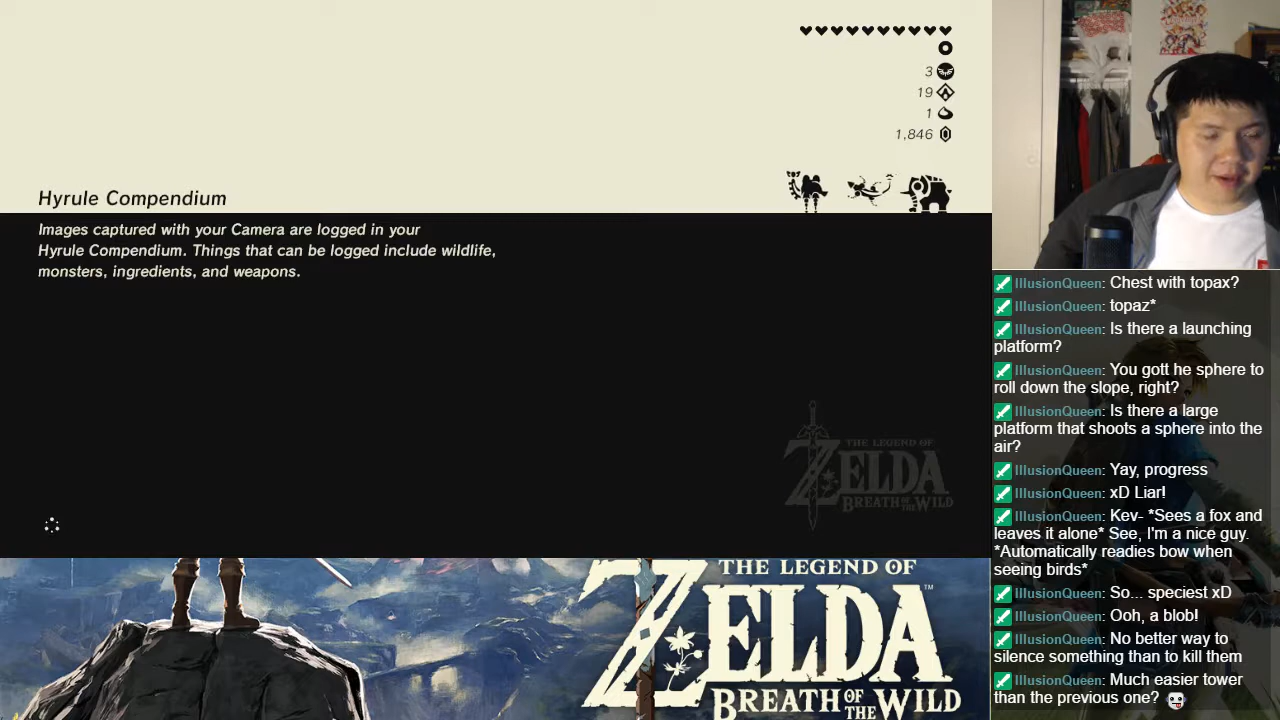 3
19
1
1,846
Hyrule Compendium
Images captured with your Camera are logged in your
Hyrule Compendium. Things that can be logged include wildlife,
monsters, ingredients, and weapons.
THE LEGEND OF
ZELDA
BREATH OF THE WILD
THE LEGEND OF
ZELDA™
BREATH OF THE WILD
IllusionQueen: Chest with topax?
IllusionQueen: topaz*
IllusionQueen: Is there a launching
platform?
IllusionQueen: You gott he sphere to
roll down the slope, right?
IllusionQueen: Is there a large
platform that shoots a sphere into the
air?
IllusionQueen: Yay, progress
IllusionQueen: xD Liar!
IllusionQueen: Kev- *Sees a fox and
leaves it alone* See, I'm a nice guy.
*Automatically readies bow when
seeing birds*
IllusionQueen: So... speciest xD
IllusionQueen: Ooh, a blob!
IllusionQueen: No better way to
silence something than to kill them
IllusionQueen: Much easier tower
than the previous one?